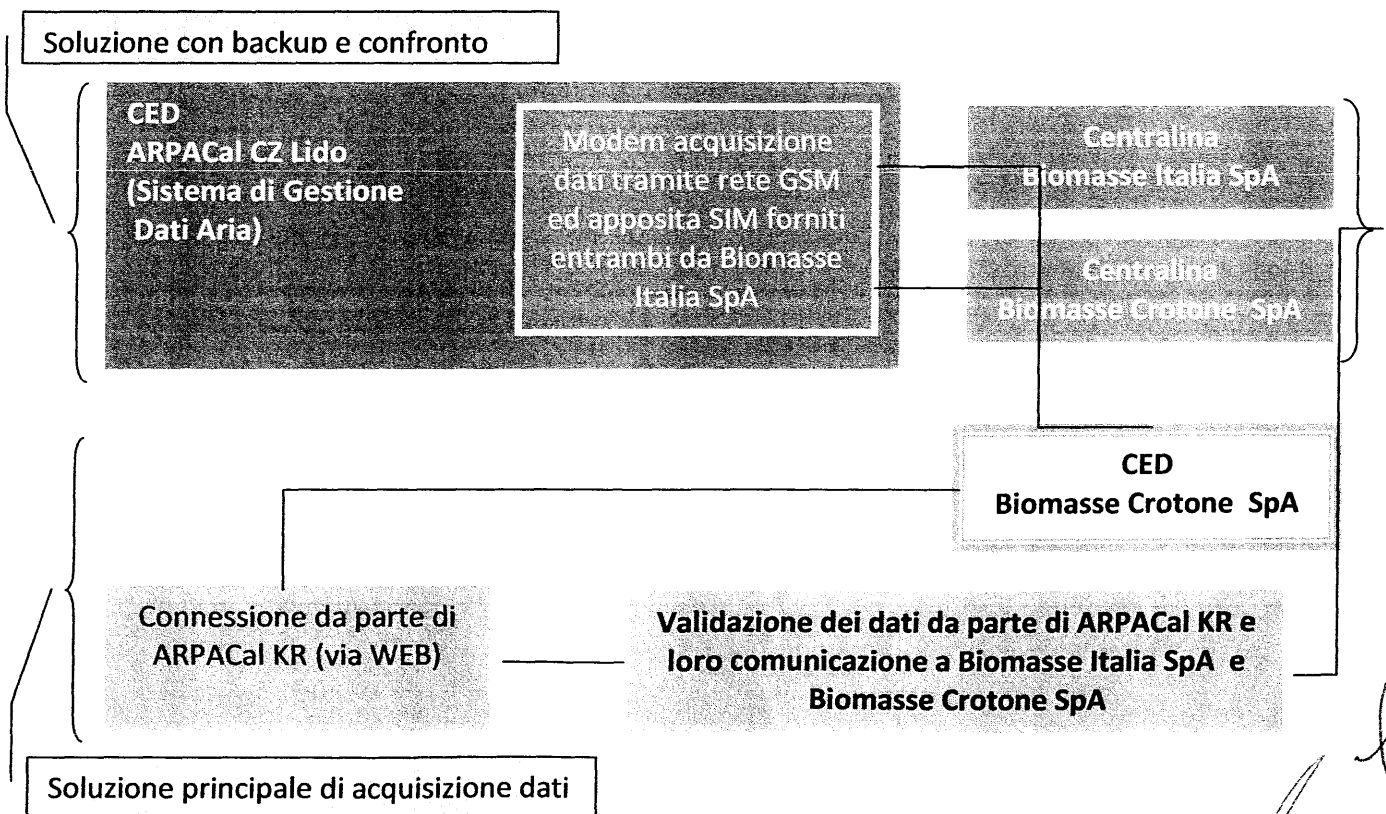 Soluzione con backup e confronto
CED
ARPACal CZ Lido
(Sistema di Gestione
Dati Aria)
Modem acquisizione
dati tramite rete GSM
ed apposita SIM forniti
entrambi da Biomasse
Italia SpA
Centralina
Biomasse Italia SpA
Centralina
Biomasse Crotone SpA
CED
Biomasse Crotone SpA
Connessione da parte di
ARPACal KR (via WEB)
Validazione dei dati da parte di ARPACal KR e
loro comunicazione a Biomasse Italia SpA e
Biomasse Crotone SpA
Soluzione principale di acquisizione dati